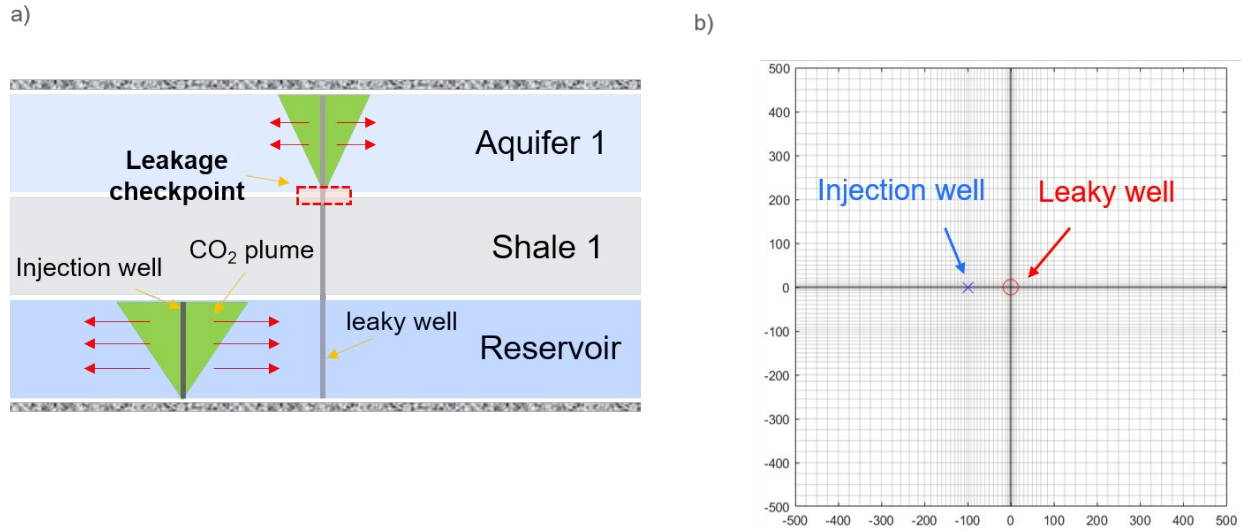 a)
Aquifer 1
Leakage
checkpoint
Shale 1
Injection well
CO₂ plume
leaky well
Reservoir
b)
500
400
300
200
100
0
-100
-200
-300
-400
-500
Injection well
Leaky well
-500 -400 -300 -200 -100 0 100 200 300 400 500